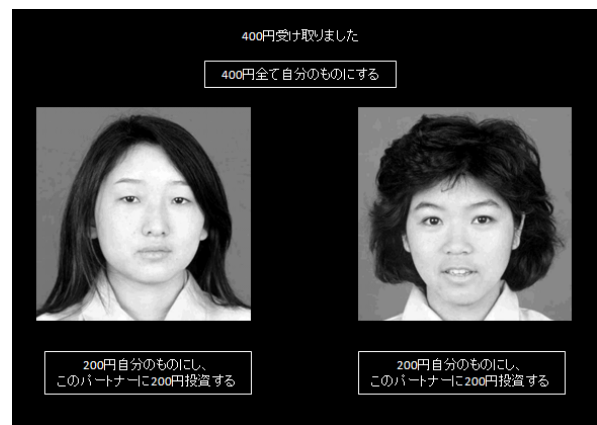 400円受け取りました
400円全て自分のものにする
200円自分のものにし、
このパートナーに200円投資する
200円自分のものにし、
このパートナーに200円投資する